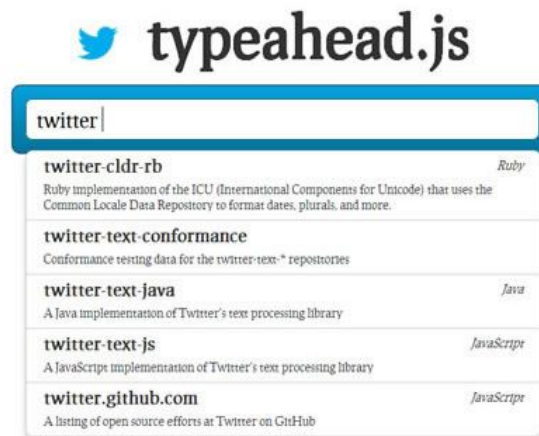 typeahead.js
twitter
twitter-cldr-rb Ruby
Ruby implementation of the ICU (International Components for Unicode) that uses the
Common Locale Data Repository to format dates, plurals, and more.
twitter-text-conformance
Conformance testing data for the twitter-text-* repositories
twitter-text-java Java
A Java implementation of Twitter's text processing library
twitter-text-js JavaScript
A JavaScript implementation of Twitter's text processing library
twitter.github.com JavaScript
A listing of open source efforts at Twitter on GitHub